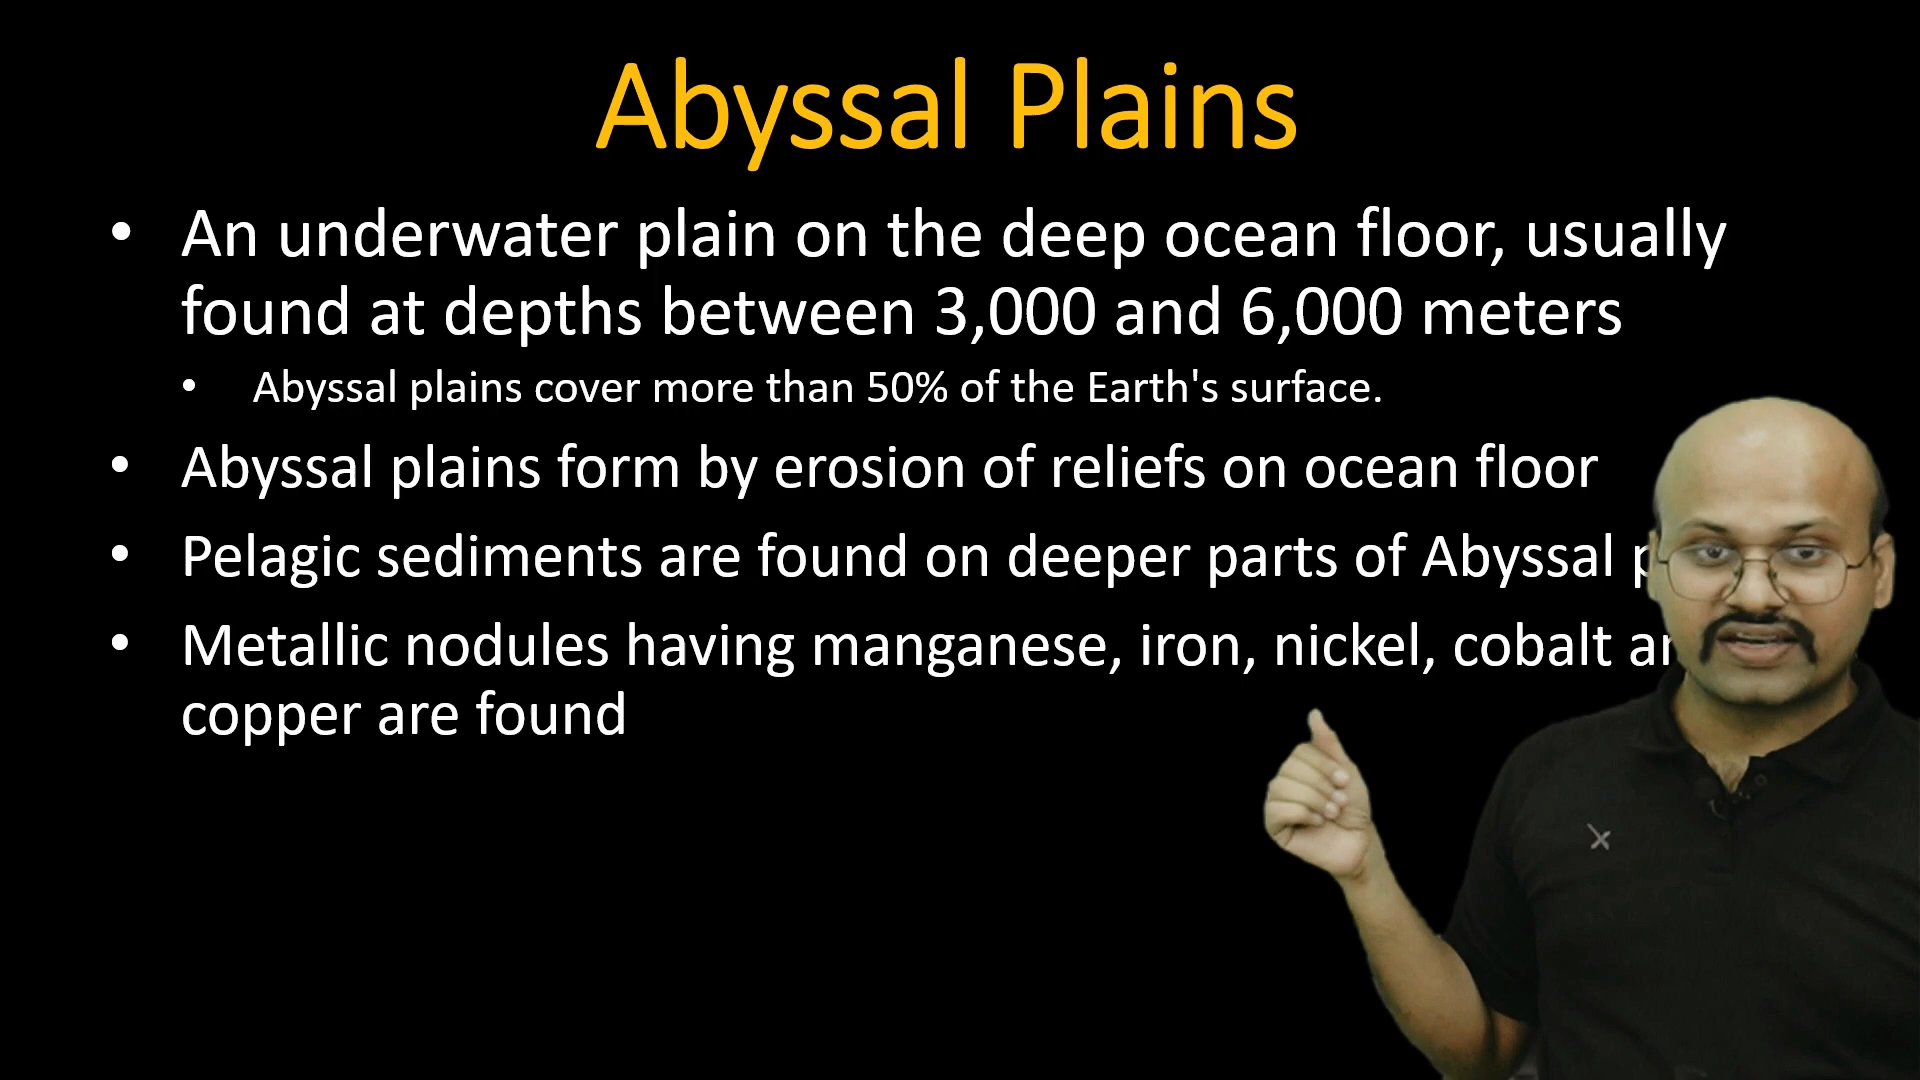 Abyssal Plains
• An underwater plain on the deep ocean floor, usually
found at depths between 3,000 and 6,000 meters
• Abyssal plains cover more than 50% of the Earth's surface.
• Abyssal plains form by erosion of reliefs on ocean floor
• Pelagic sediments are found on deeper parts of Abyssal
• Metallic nodules having manganese, iron, nickel, cobalt
copper are found